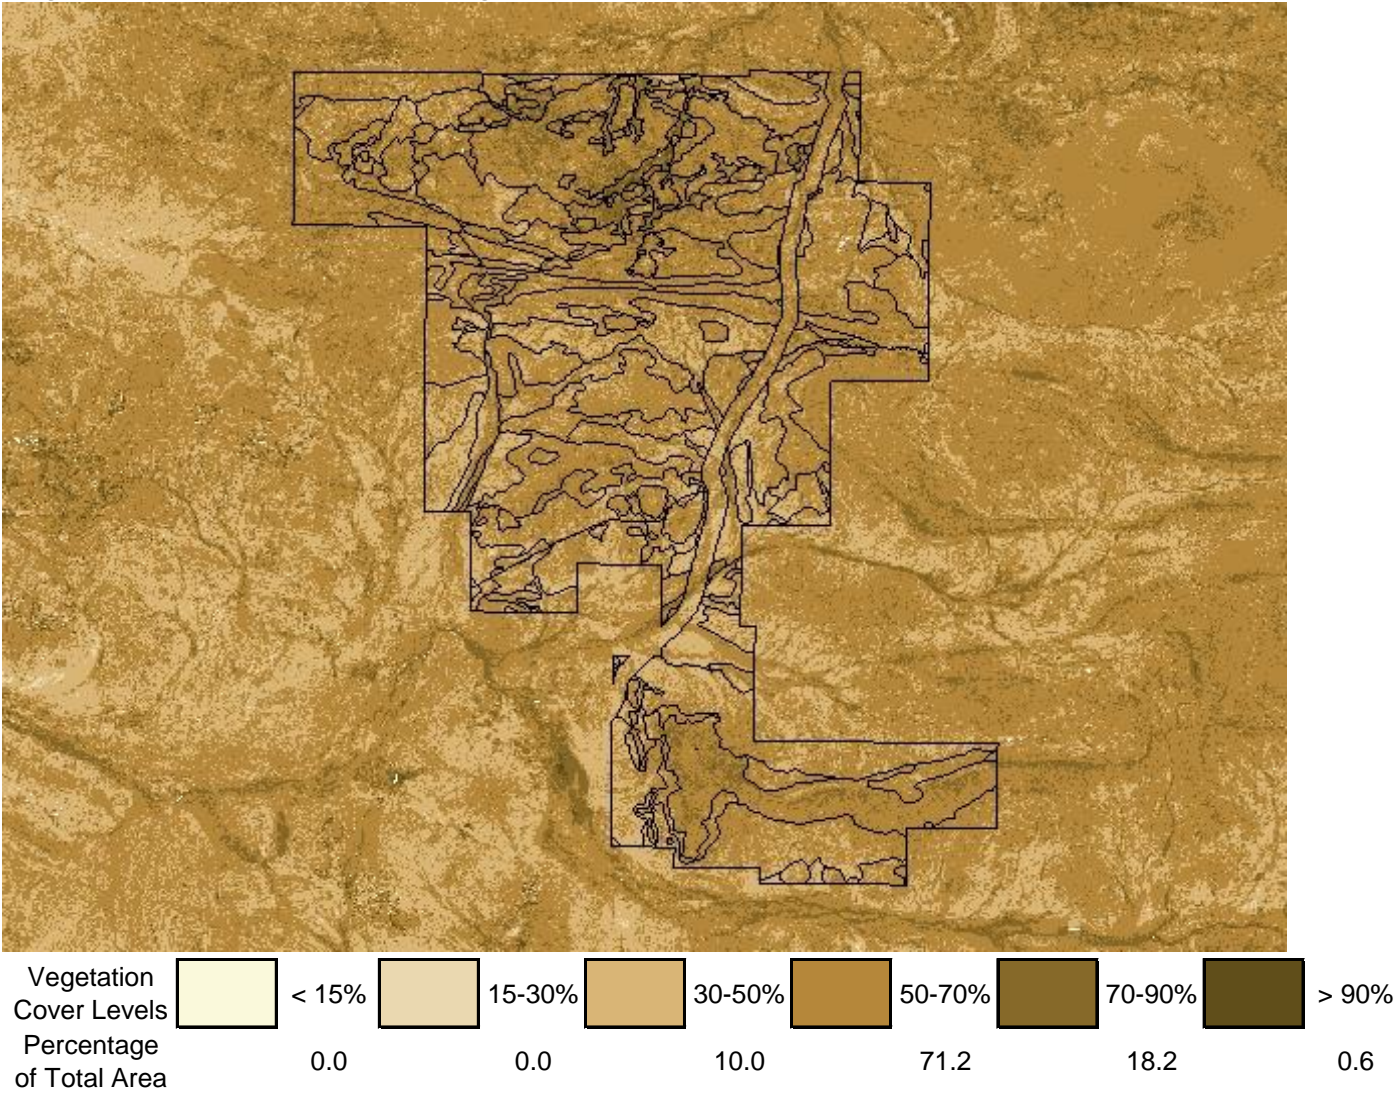 Vegetation
Cover Levels
< 15% 15-30% 30-50% 50-70% 70-90% > 90%
Percentage
of Total Area
0.0 0.0 10.0 71.2 18.2 0.6